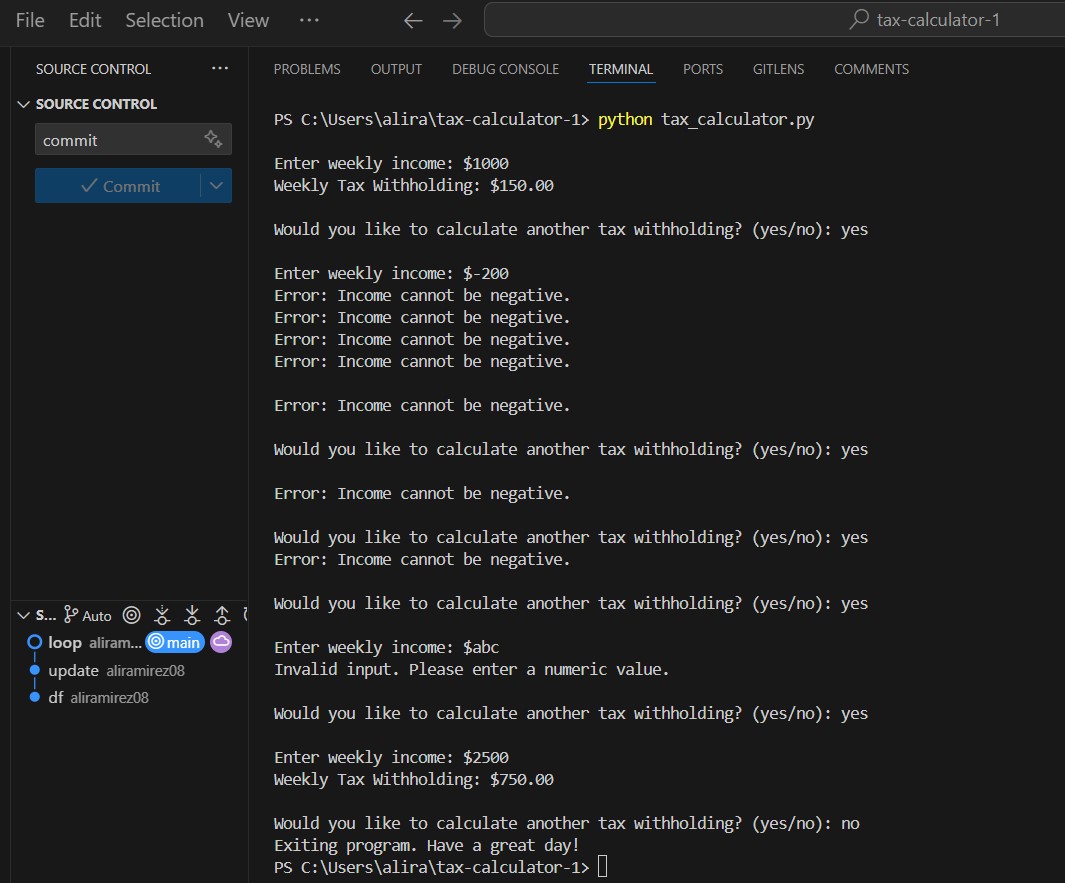 File Edit Selection View ···
tax-calculator-1
SOURCE CONTROL ···
SOURCE CONTROL
commit
Commit
S... Auto
loop aliram... main
update aliramirez08
df aliramirez08
PROBLEMS OUTPUT DEBUG CONSOLE TERMINAL PORTS GITLENS COMMENTS
PS C:\Users\alira\tax-calculator-1> python tax_calculator.py
Enter weekly income: $1000
Weekly Tax Withholding: $150.00
Would you like to calculate another tax withholding? (yes/no): yes
Enter weekly income: $-200
Error: Income cannot be negative.
Error: Income cannot be negative.
Error: Income cannot be negative.
Error: Income cannot be negative.
Error: Income cannot be negative.
Would you like to calculate another tax withholding? (yes/no): yes
Error: Income cannot be negative.
Would you like to calculate another tax withholding? (yes/no): yes
Error: Income cannot be negative.
Would you like to calculate another tax withholding? (yes/no): yes
Enter weekly income: $abc
Invalid input. Please enter a numeric value.
Would you like to calculate another tax withholding? (yes/no): yes
Enter weekly income: $2500
Weekly Tax Withholding: $750.00
Would you like to calculate another tax withholding? (yes/no): no
Exiting program. Have a great day!
PS C:\Users\alira\tax-calculator-1>